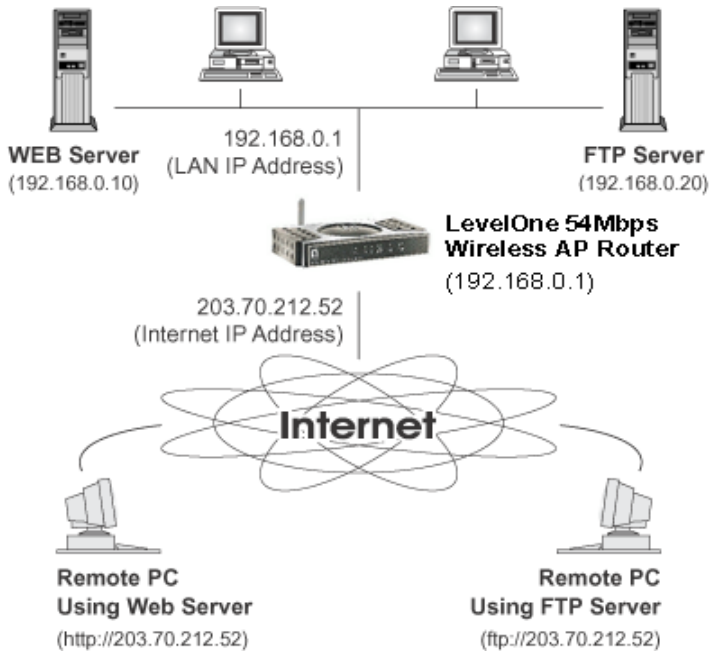 192.168.0.1
(LAN IP Address)
WEB Server
(192.168.0.10)
FTP Server
(192.168.0.20)
LevelOne 54Mbps
Wireless AP Router
(192.168.0.1)
203.70.212.52
(Internet IP Address)
Internet
Remote PC
Using Web Server
(http://203.70.212.52)
Remote PC
Using FTP Server
(ftp://203.70.212.52)